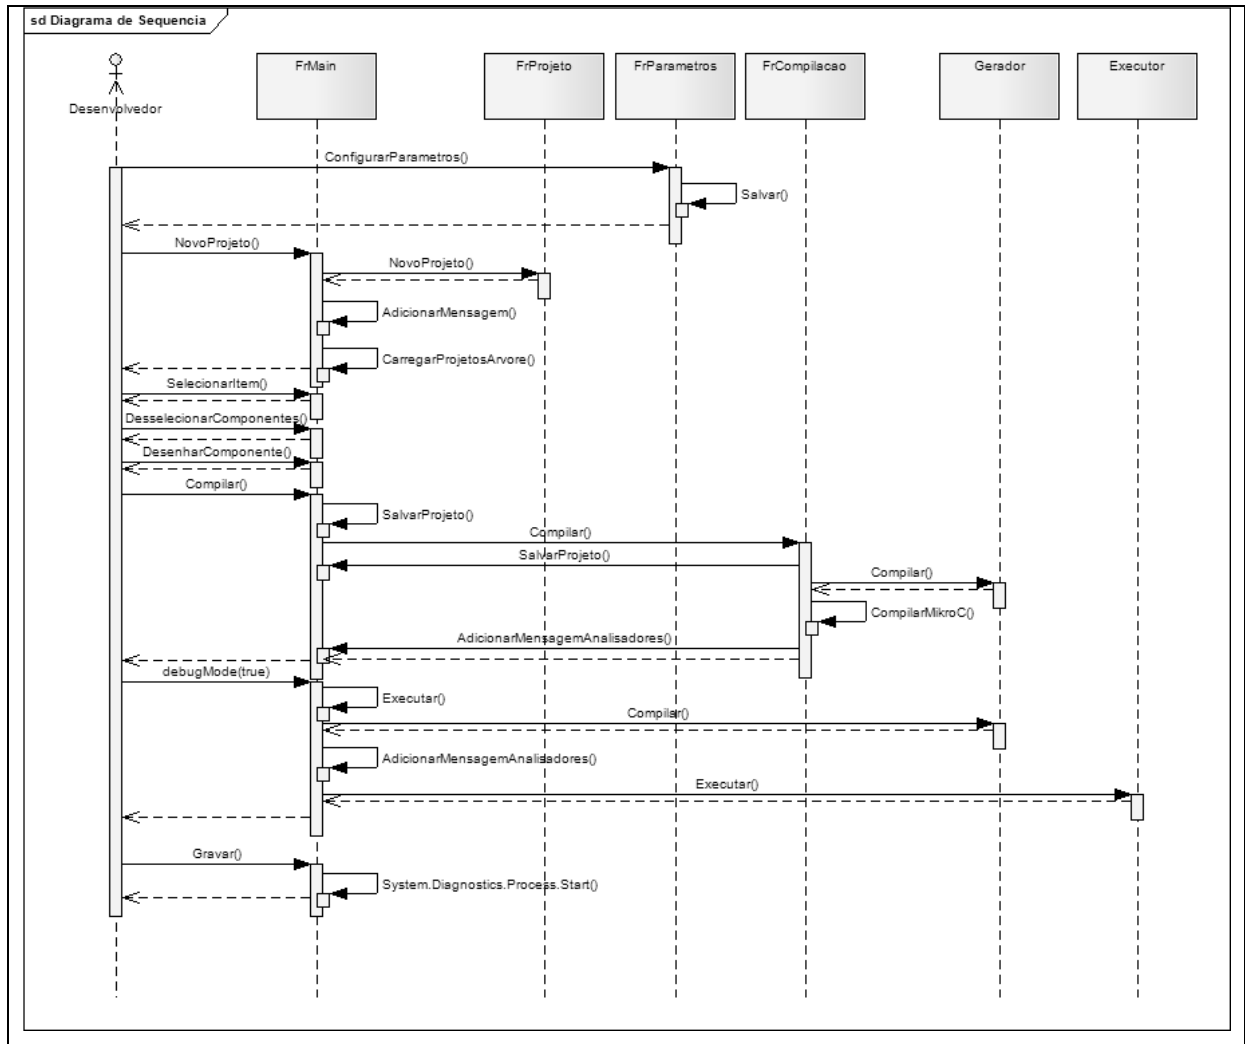 sd Diagrama de Sequencia
Desenvolvedor
FrMain
FrProjeto
FrParametros
FrCompilacao
Gerador
Executor
ConfigurarParametros()
Salvar()
NovoProjeto()
NovoProjeto()
AdicionarMensagem()
CarregarProjetosArvore()
SelecionarItem()
DesselecionarComponentes()
DesenharComponente()
Compilar()
SalvarProjeto()
Compilar()
SalvarProjeto()
Compilar()
CompilarMikroC()
AdicionarMensagemAnalisadores()
debugMode(true)
Executar()
Compilar()
AdicionarMensagemAnalisadores()
Executar()
Gravar()
System.Diagnostics.Process.Start()